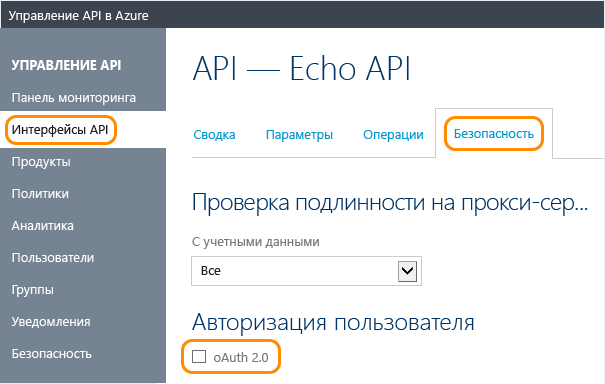 Управление API в Azure
УПРАВЛЕНИЕ API
Панель мониторинга
Интерфейсы API
Продукты
Политики
Аналитика
Пользователи
Группы
Уведомления
Безопасность
API — Echo API
Сводка Параметры Операции Безопасность
Проверка подлинности на прокси-сер...
С учетными данными
Все
Авторизация пользователя
oAuth 2.0